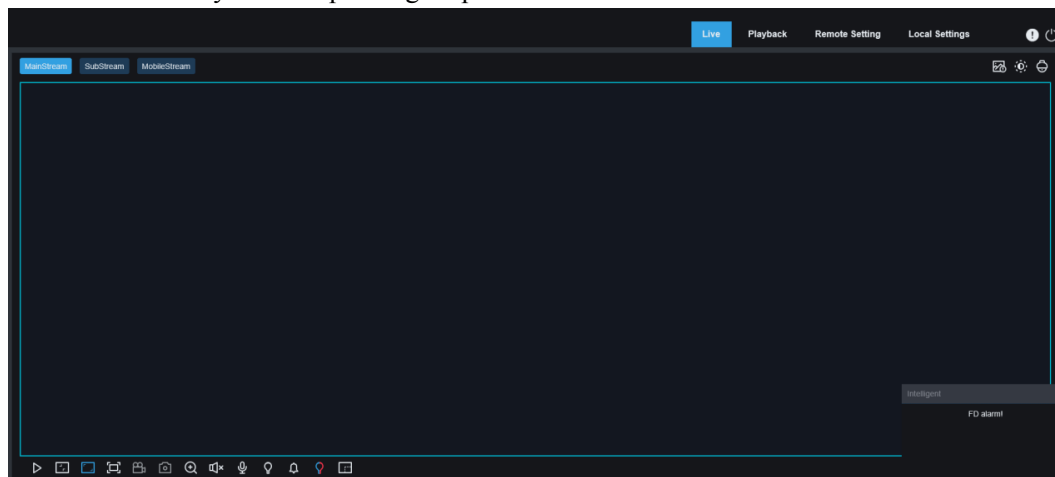 Live Playback Remote Setting Local Settings
MainStream SubStream MobileStream
Intelligent
FD alarm!